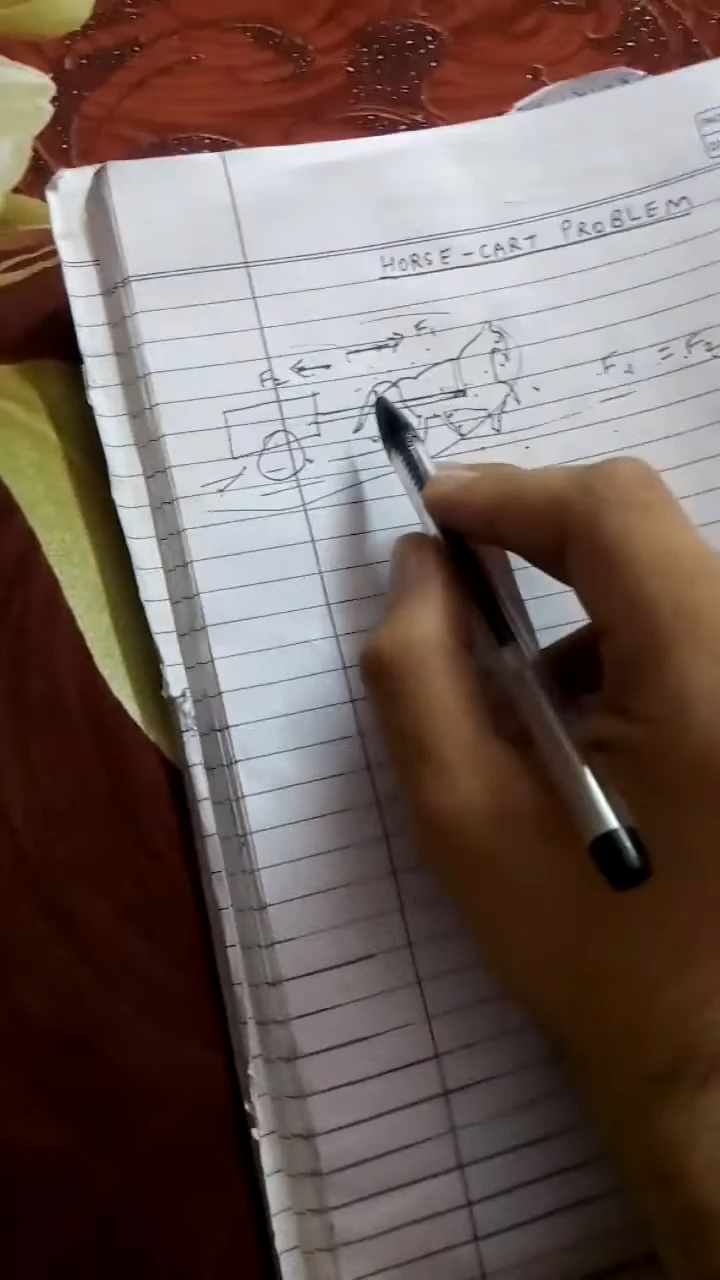 HORSE-CART PROBLEM
F₁
F₂
F₁ = F₂